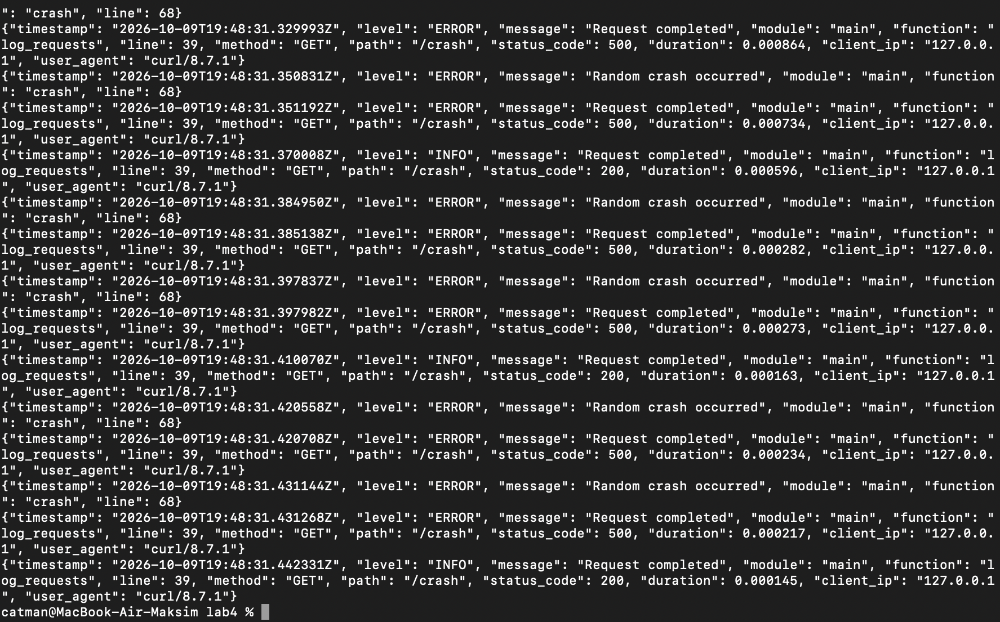 ": "crash", "line": 68}
{"timestamp": "2026-10-09T19:48:31.329993Z", "level": "ERROR", "message": "Request completed", "module": "main", "function": "
log_requests", "line": 39, "method": "GET", "path": "/crash", "status_code": 500, "duration": 0.000864, "client_ip": "127.0.0.
1", "user_agent": "curl/8.7.1"}
{"timestamp": "2026-10-09T19:48:31.350831Z", "level": "ERROR", "message": "Random crash occurred", "module": "main", "function
": "crash", "line": 68}
{"timestamp": "2026-10-09T19:48:31.351192Z", "level": "ERROR", "message": "Request completed", "module": "main", "function": "
log_requests", "line": 39, "method": "GET", "path": "/crash", "status_code": 500, "duration": 0.000734, "client_ip": "127.0.0.
1", "user_agent": "curl/8.7.1"}
{"timestamp": "2026-10-09T19:48:31.370008Z", "level": "INFO", "message": "Request completed", "module": "main", "function": "l
og_requests", "line": 39, "method": "GET", "path": "/crash", "status_code": 200, "duration": 0.000596, "client_ip": "127.0.0.1
", "user_agent": "curl/8.7.1"}
{"timestamp": "2026-10-09T19:48:31.384950Z", "level": "ERROR", "message": "Random crash occurred", "module": "main", "function
": "crash", "line": 68}
{"timestamp": "2026-10-09T19:48:31.385138Z", "level": "ERROR", "message": "Request completed", "module": "main", "function": "
log_requests", "line": 39, "method": "GET", "path": "/crash", "status_code": 500, "duration": 0.000282, "client_ip": "127.0.0.
1", "user_agent": "curl/8.7.1"}
{"timestamp": "2026-10-09T19:48:31.397837Z", "level": "ERROR", "message": "Random crash occurred", "module": "main", "function
": "crash", "line": 68}
{"timestamp": "2026-10-09T19:48:31.397982Z", "level": "ERROR", "message": "Request completed", "module": "main", "function": "
log_requests", "line": 39, "method": "GET", "path": "/crash", "status_code": 500, "duration": 0.000273, "client_ip": "127.0.0.
1", "user_agent": "curl/8.7.1"}
{"timestamp": "2026-10-09T19:48:31.410070Z", "level": "INFO", "message": "Request completed", "module": "main", "function": "l
og_requests", "line": 39, "method": "GET", "path": "/crash", "status_code": 200, "duration": 0.000163, "client_ip": "127.0.0.1
", "user_agent": "curl/8.7.1"}
{"timestamp": "2026-10-09T19:48:31.420558Z", "level": "ERROR", "message": "Random crash occurred", "module": "main", "function
": "crash", "line": 68}
{"timestamp": "2026-10-09T19:48:31.420708Z", "level": "ERROR", "message": "Request completed", "module": "main", "function": "
log_requests", "line": 39, "method": "GET", "path": "/crash", "status_code": 500, "duration": 0.000234, "client_ip": "127.0.0.
1", "user_agent": "curl/8.7.1"}
{"timestamp": "2026-10-09T19:48:31.431144Z", "level": "ERROR", "message": "Random crash occurred", "module": "main", "function
": "crash", "line": 68}
{"timestamp": "2026-10-09T19:48:31.431268Z", "level": "ERROR", "message": "Request completed", "module": "main", "function": "
log_requests", "line": 39, "method": "GET", "path": "/crash", "status_code": 500, "duration": 0.000217, "client_ip": "127.0.0.
1", "user_agent": "curl/8.7.1"}
{"timestamp": "2026-10-09T19:48:31.442331Z", "level": "INFO", "message": "Request completed", "module": "main", "function": "l
og_requests", "line": 39, "method": "GET", "path": "/crash", "status_code": 200, "duration": 0.000145, "client_ip": "127.0.0.1
", "user_agent": "curl/8.7.1"}
catman@MacBook-Air-Maksim lab4 %